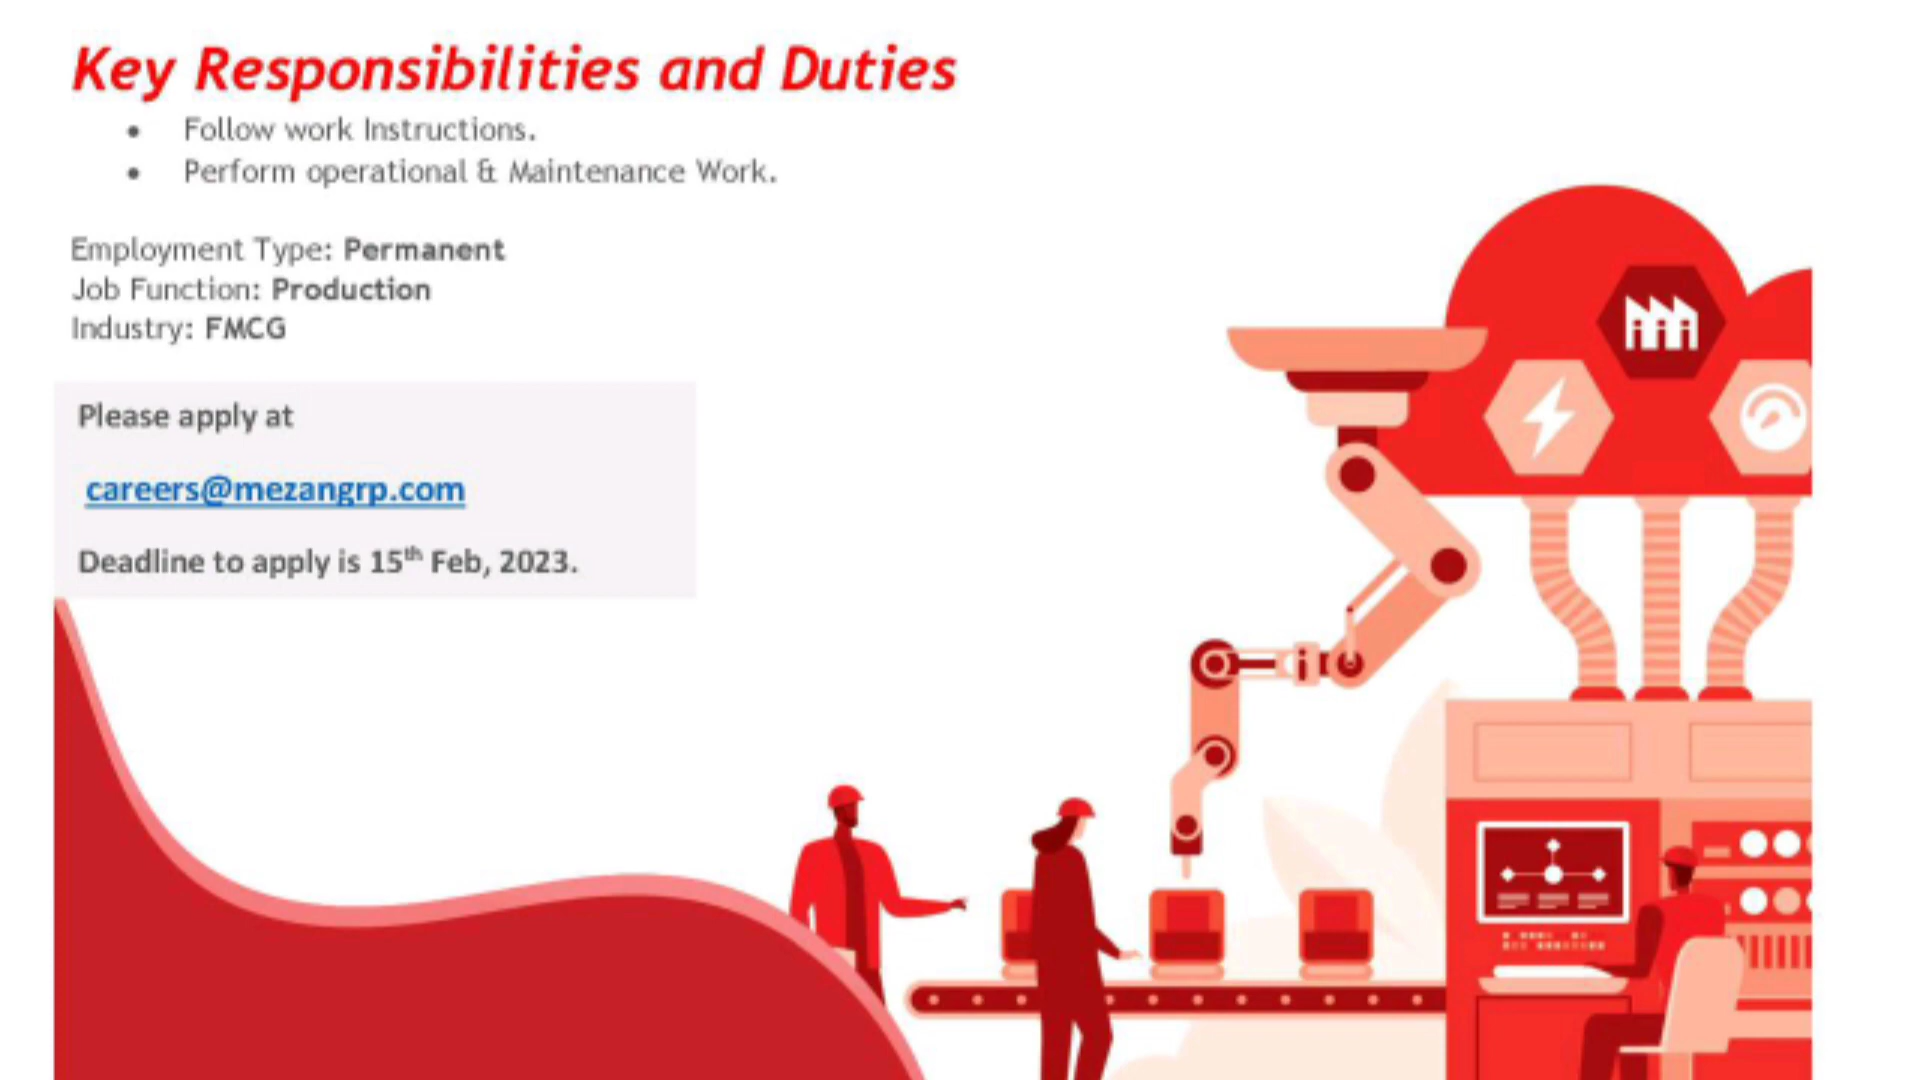 Key Responsibilities and Duties
• Follow work Instructions.
• Perform operational & Maintenance Work.
Employment Type: Permanent
Job Function: Production
Industry: FMCG
Please apply at
careers@mezangrp.com
Deadline to apply is 15th Feb, 2023.